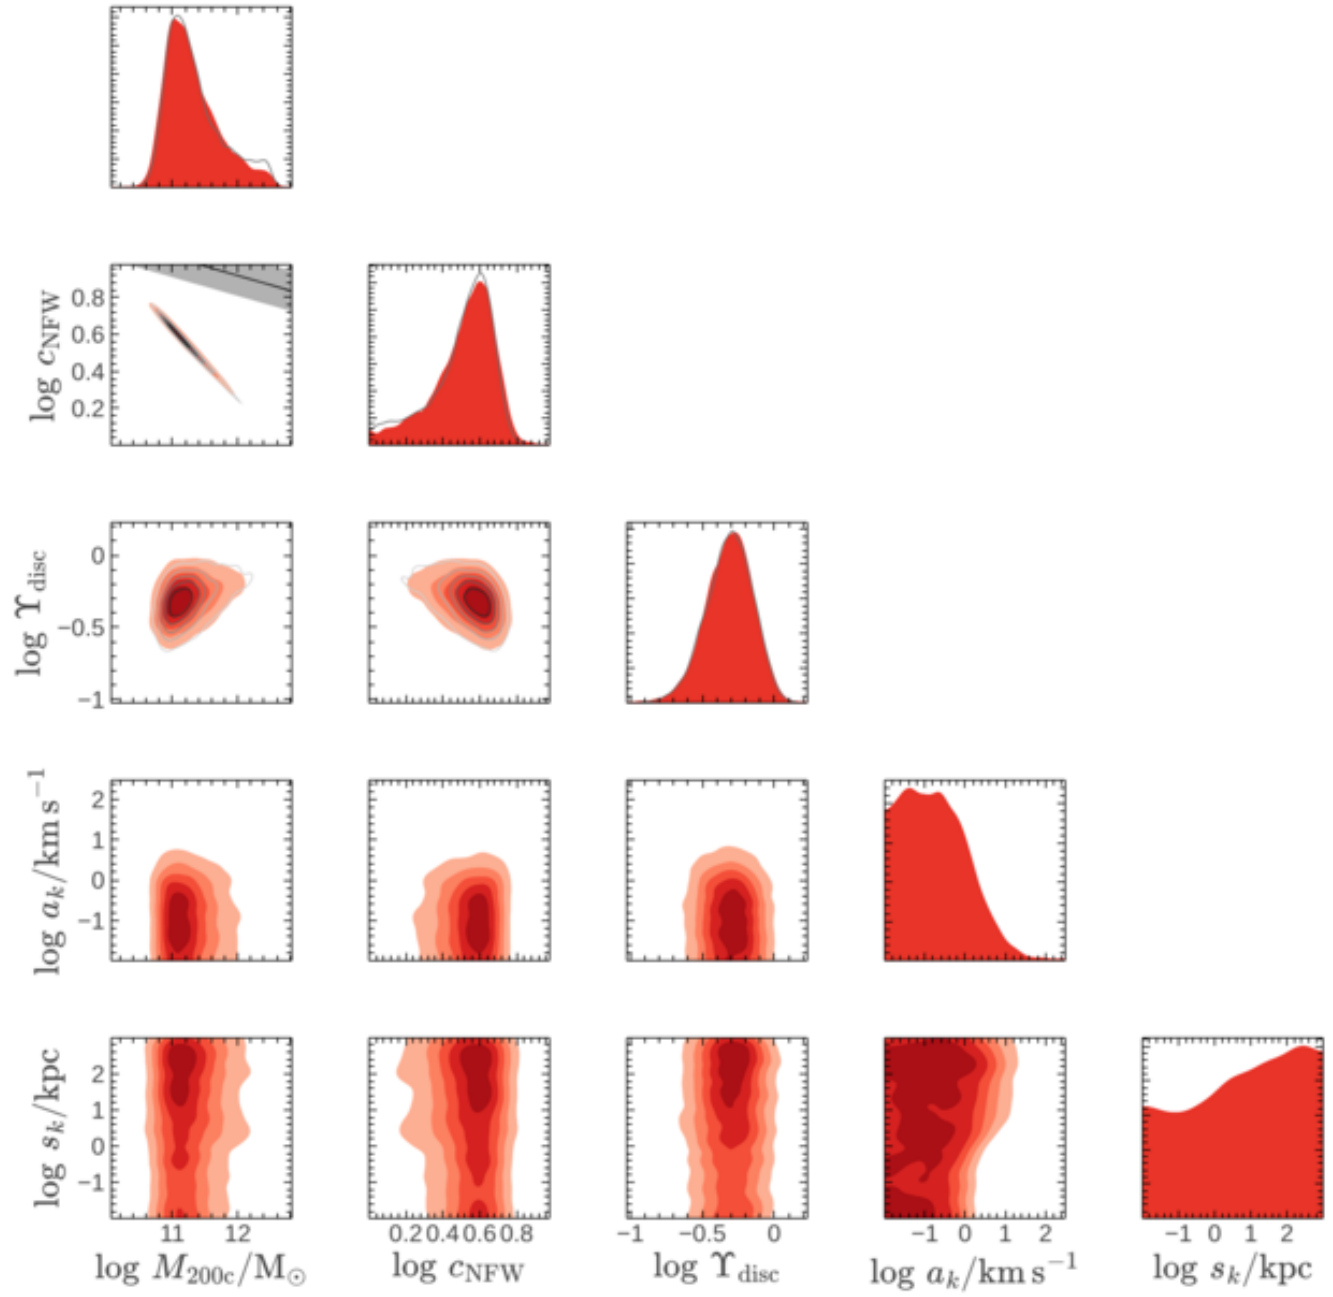 log c_NFW
0.8
0.6
0.4
0.2
log ϒ_disc
0
−0.5
−1
log a_k/km s⁻¹
2
1
0
−1
log s_k/kpc
2
1
0
−1
11 12
0.2 0.4 0.6 0.8
−1 −0.5 0
−1 0 1 2
−1 0 1 2
log M_200c/M_⊙
log c_NFW
log ϒ_disc
log a_k/km s⁻¹
log s_k/kpc